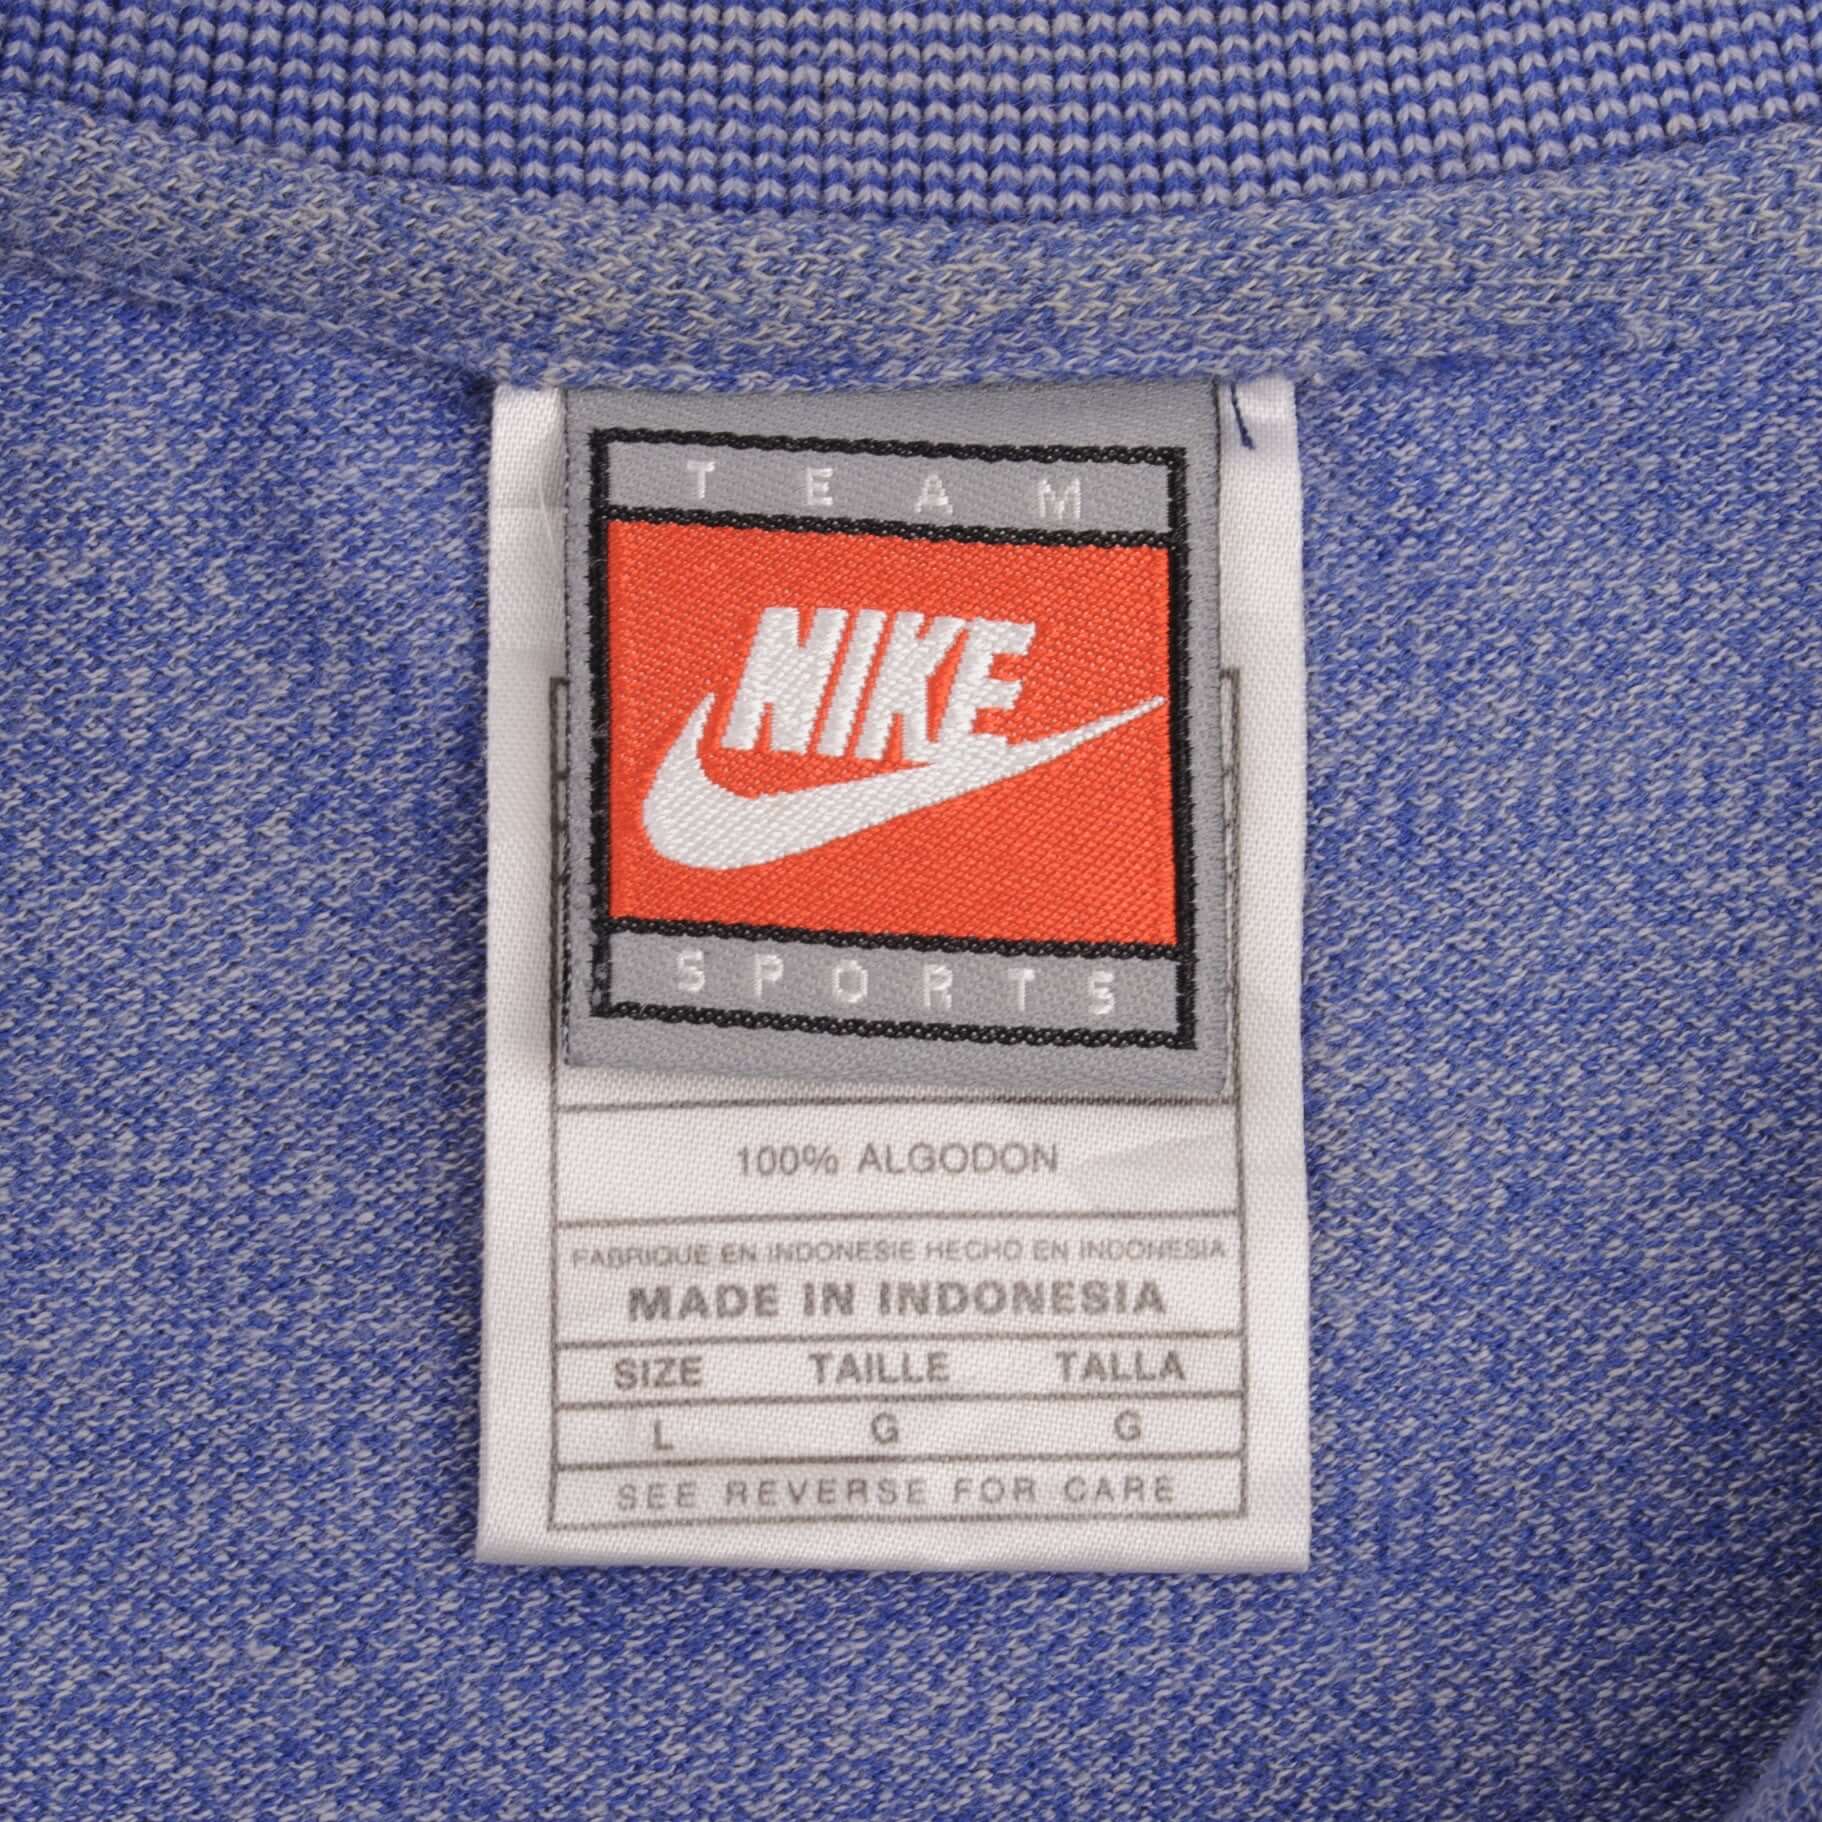 TEAM
NIKE
SPORTS
100% ALGODON
FABRIQUE EN INDONESIE HECHO EN INDONESIA
MADE IN INDONESIA
SIZE TAILLE TALLA
L G G
SEE REVERSE FOR CARE